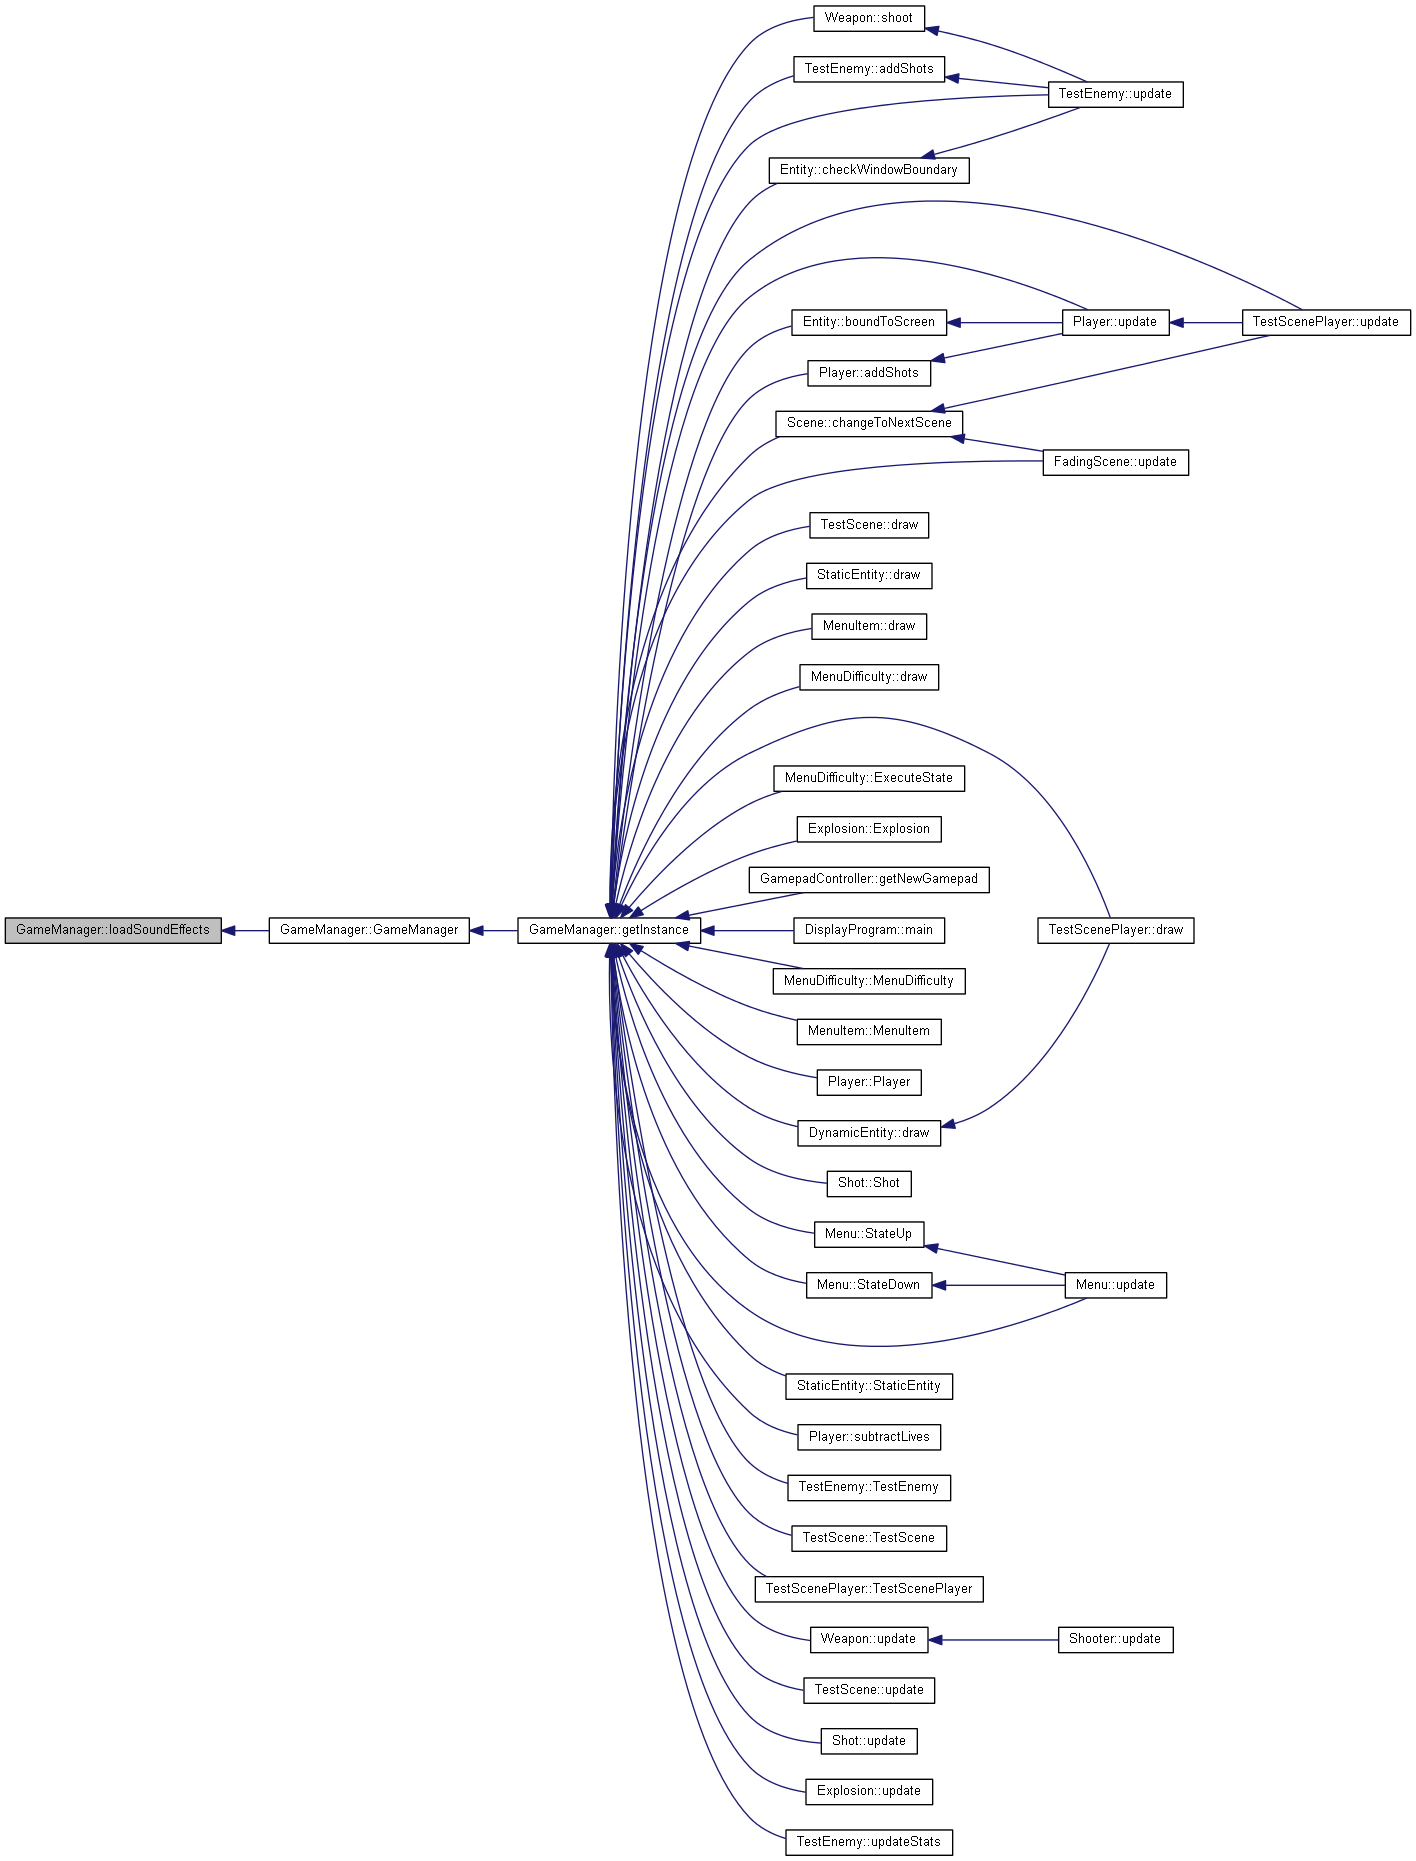 Weapon::shoot
TestEnemy::addShots
TestEnemy::update
Entity::checkWindowBoundary
Entity::boundToScreen
Player::update
TestScenePlayer::update
Player::addShots
Scene::changeToNextScene
FadingScene::update
TestScene::draw
StaticEntity::draw
MenuItem::draw
MenuDifficulty::draw
MenuDifficulty::ExecuteState
Explosion::Explosion
GamepadController::getNewGamepad
GameManager::loadSoundEffects
GameManager::GameManager
GameManager::getInstance
DisplayProgram::main
TestScenePlayer::draw
MenuDifficulty::MenuDifficulty
MenuItem::MenuItem
Player::Player
DynamicEntity::draw
Shot::Shot
Menu::StateUp
Menu::StateDown
Menu::update
StaticEntity::StaticEntity
Player::subtractLives
TestEnemy::TestEnemy
TestScene::TestScene
TestScenePlayer::TestScenePlayer
Weapon::update
Shooter::update
TestScene::update
Shot::update
Explosion::update
TestEnemy::updateStats